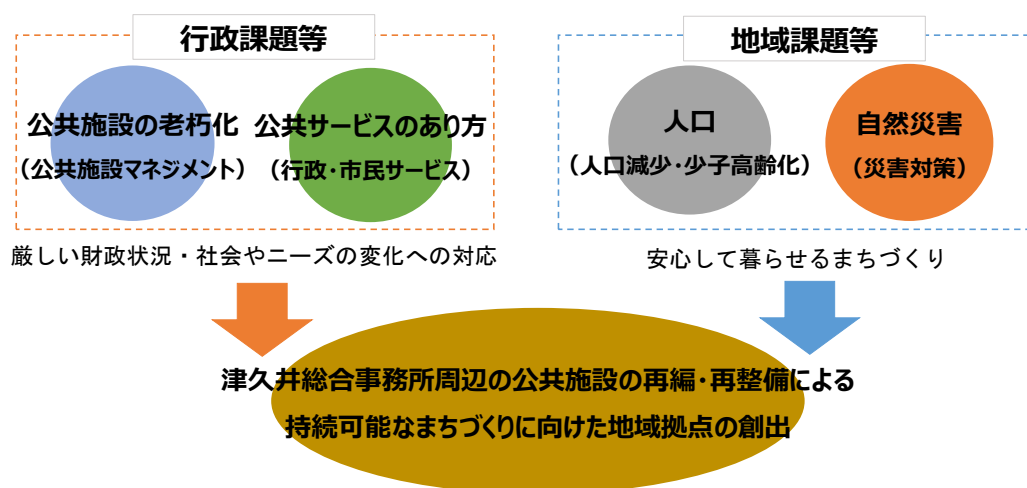 行政課題等
公共施設の老朽化
(公共施設マネジメント)
公共サービスのあり方
(行政・市民サービス)
厳しい財政状況・社会やニーズの変化への対応
地域課題等
人口
(人口減少・少子高齢化)
自然災害
(災害対策)
安心して暮らせるまちづくり
津久井総合事務所周辺の公共施設の再編・再整備による
持続可能なまちづくりに向けた地域拠点の創出